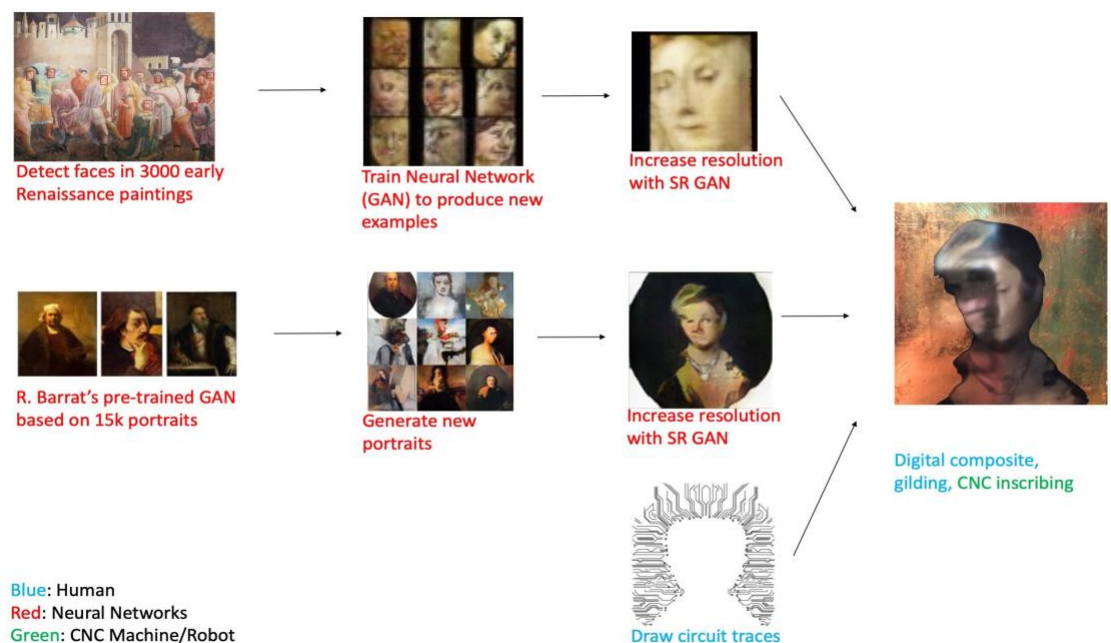 Detect faces in 3000 early
Renaissance paintings
Train Neural Network
(GAN) to produce new
examples
Increase resolution
with SR GAN
R. Barrat’s pre-trained GAN
based on 15k portraits
Generate new
portraits
Increase resolution
with SR GAN
Digital composite,
gilding, CNC inscribing
Draw circuit traces
Blue: Human
Red: Neural Networks
Green: CNC Machine/Robot